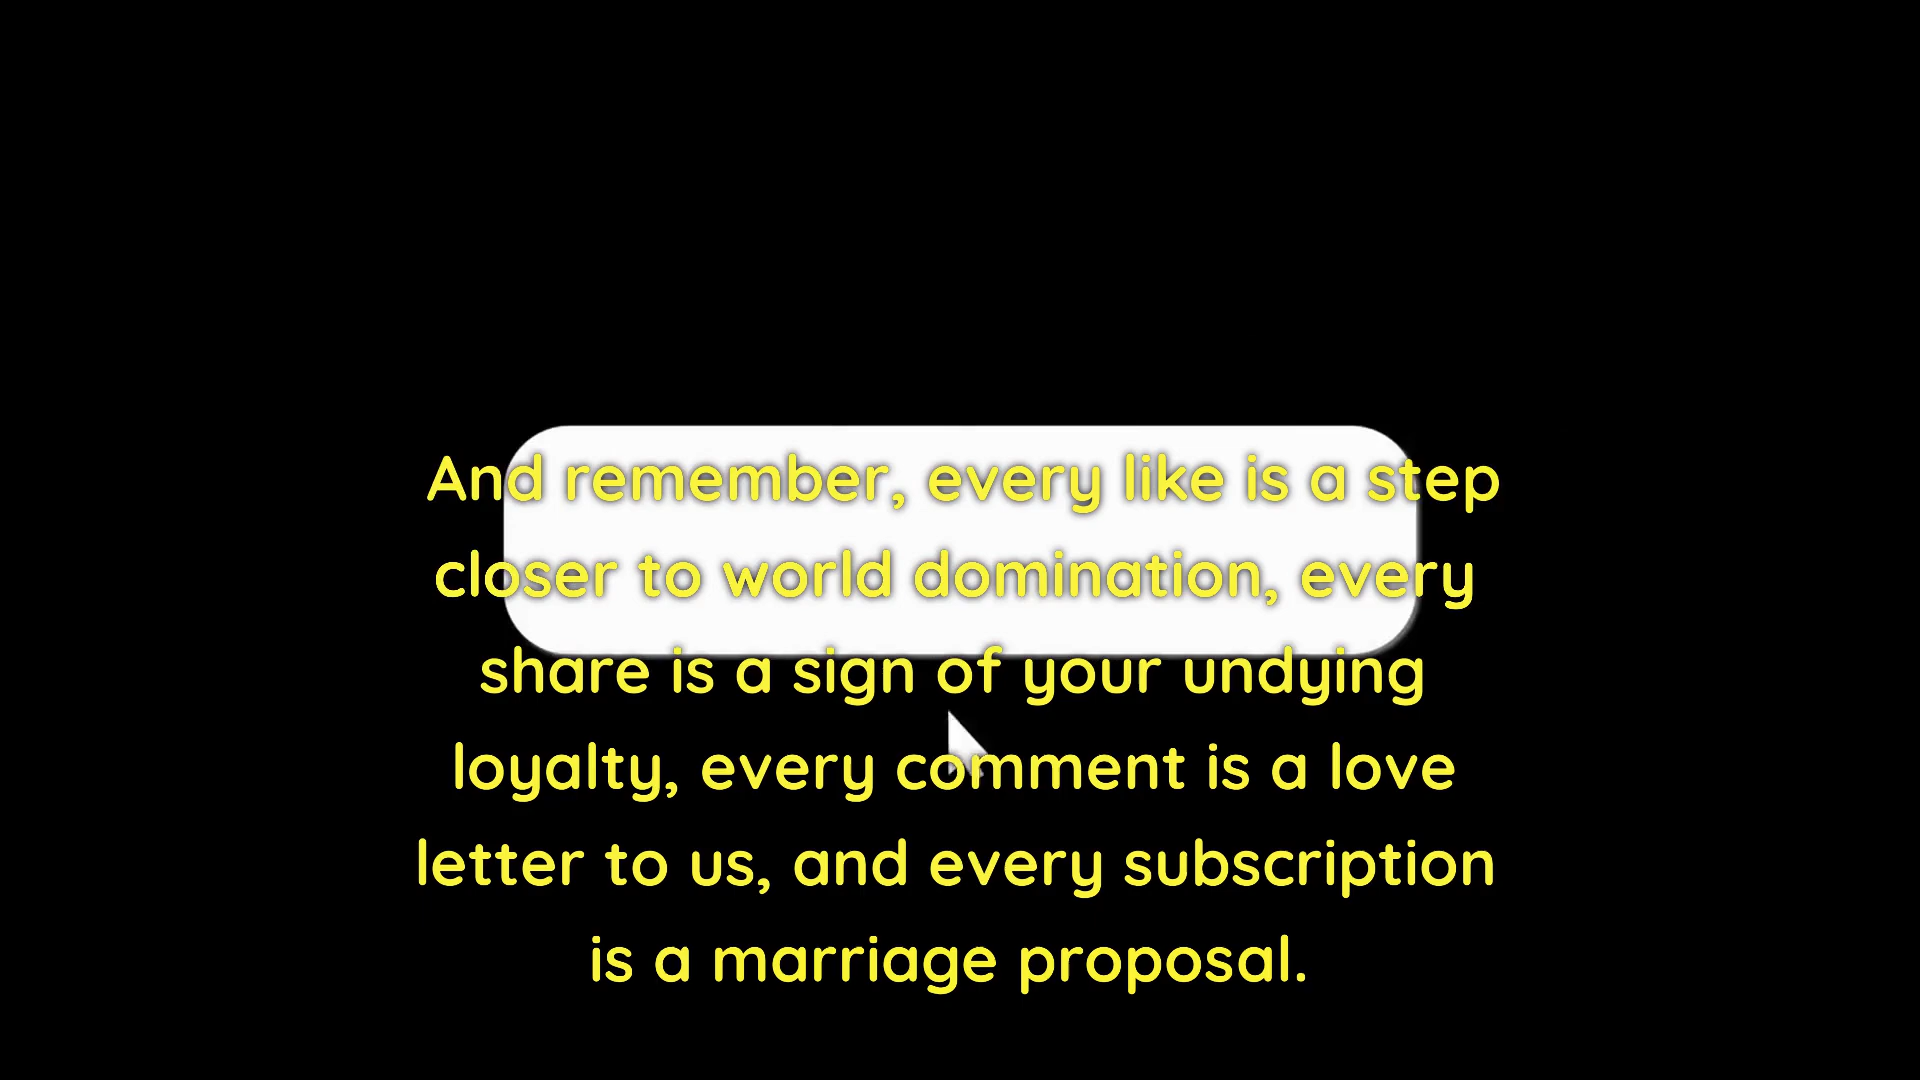 And remember, every like is a step
closer to world domination, every
share is a sign of your undying
loyalty, every comment is a love
letter to us, and every subscription
is a marriage proposal.